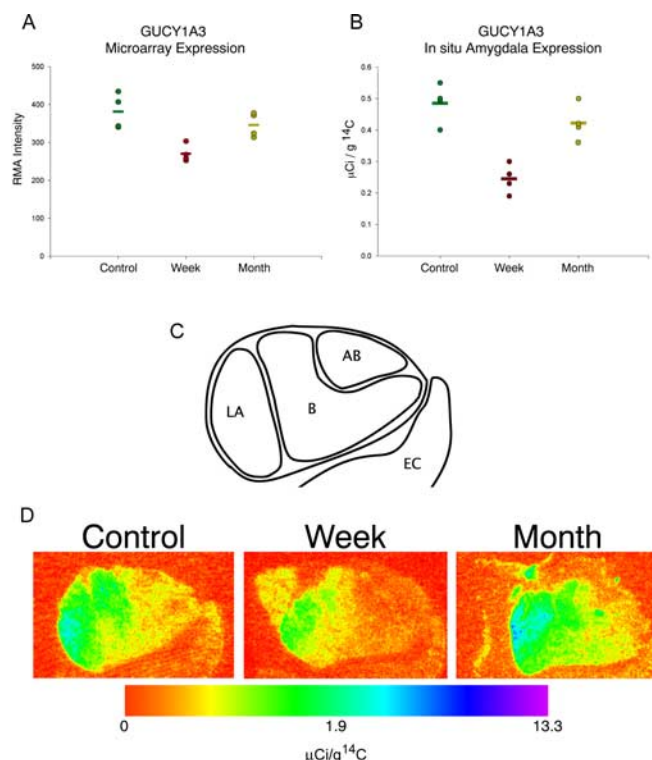 A
GUCY1A3
Microarray Expression
500
400
300
200
100
0
RMA Intensity
Control
Week
Month
B
GUCY1A3
In situ Amygdala Expression
0.6
0.5
0.4
0.3
0.2
0.1
0.0
μCi / g ¹⁴C
Control
Week
Month
C
AB
LA
B
EC
D
Control
Week
Month
0
1.9
13.3
μCi/g¹⁴C